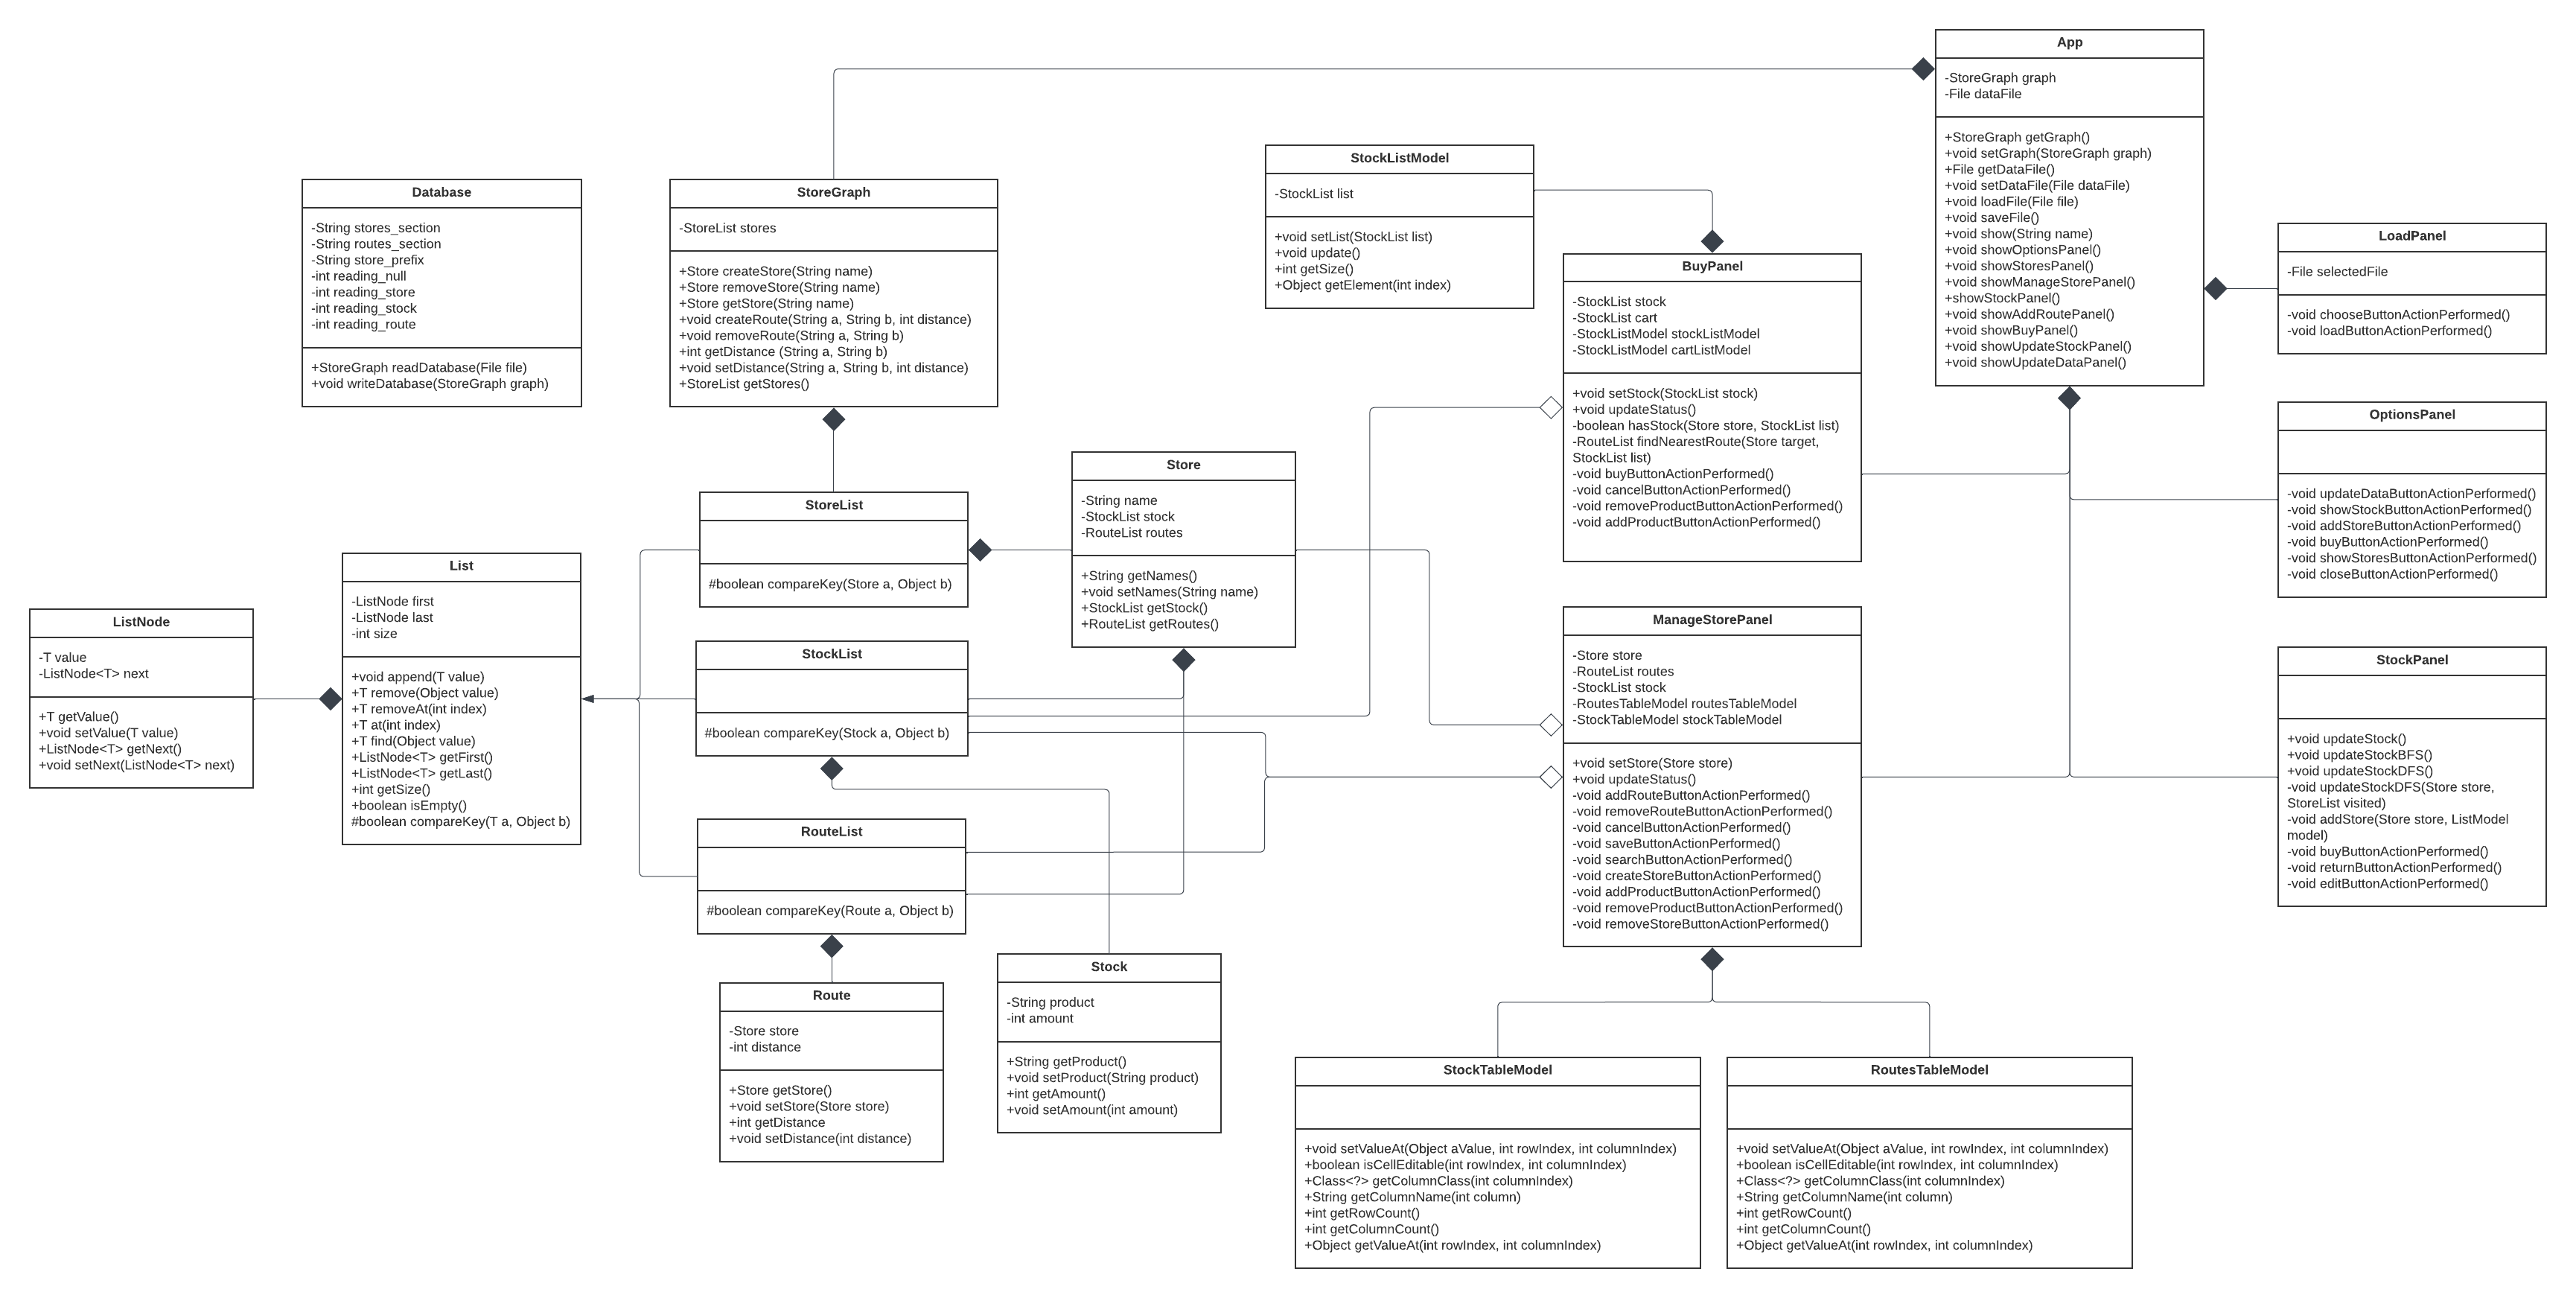 App
-StoreGraph graph
-File dataFile
+StoreGraph getGraph()
+void setGraph(StoreGraph graph)
+File getDataFile()
+void setDataFile(File dataFile)
+void loadFile(File file)
+void saveFile()
+void show(String name)
+void showOptionsPanel()
+void showStoresPanel()
+void showManageStorePanel()
+showStockPanel()
+void showAddRoutePanel()
+void showBuyPanel()
+void showUpdateStockPanel()
+void showUpdateDataPanel()
StockListModel
-StockList list
+void setList(StockList list)
+void update()
+int getSize()
+Object getElement(int index)
Database
-String stores_section
-String routes_section
-String store_prefix
-int reading_null
-int reading_store
-int reading_stock
-int reading_route
+StoreGraph readDatabase(File file)
+void writeDatabase(StoreGraph graph)
StoreGraph
-StoreList stores
+Store createStore(String name)
+Store removeStore(String name)
+Store getStore(String name)
+void createRoute(String a, String b, int distance)
+void removeRoute(String a, String b)
+int getDistance (String a, String b)
+void setDistance(String a, String b, int distance)
+StoreList getStores()
LoadPanel
-File selectedFile
-void chooseButtonActionPerformed()
-void loadButtonActionPerformed()
BuyPanel
-StockList stock
-StockList cart
-StockListModel stockListModel
-StockListModel cartListModel
+void setStock(StockList stock)
+void updateStatus()
-boolean hasStock(Store store, StockList list)
-RouteList findNearestRoute(Store target,
StockList list)
-void buyButtonActionPerformed()
-void cancelButtonActionPerformed()
-void removeProductButtonActionPerformed()
-void addProductButtonActionPerformed()
OptionsPanel
-void updateDataButtonActionPerformed()
-void showStockButtonActionPerformed()
-void addStoreButtonActionPerformed()
-void buyButtonActionPerformed()
-void showStoresButtonActionPerformed()
-void closeButtonActionPerformed()
Store
-String name
-StockList stock
-RouteList routes
+String getNames()
+void setNames(String name)
+StockList getStock()
+RouteList getRoutes()
StoreList
#boolean compareKey(Store a, Object b)
List
-ListNode first
-ListNode last
-int size
+void append(T value)
+T remove(Object value)
+T removeAt(int index)
+T at(int index)
+T find(Object value)
+ListNode<T> getFirst()
+ListNode<T> getLast()
+int getSize()
+boolean isEmpty()
#boolean compareKey(T a, Object b)
ListNode
-T value
-ListNode<T> next
+T getValue()
+void setValue(T value)
+ListNode<T> getNext()
+void setNext(ListNode<T> next)
ManageStorePanel
-Store store
-RouteList routes
-StockList stock
-RoutesTableModel routesTableModel
-StockTableModel stockTableModel
+void setStore(Store store)
+void updateStatus()
-void addRouteButtonActionPerformed()
-void removeRouteButtonActionPerformed()
-void cancelButtonActionPerformed()
-void saveButtonActionPerformed()
-void searchButtonActionPerformed()
-void createStoreButtonActionPerformed()
-void addProductButtonActionPerformed()
-void removeProductButtonActionPerformed()
-void removeStoreButtonActionPerformed()
StockList
#boolean compareKey(Stock a, Object b)
StockPanel
+void updateStock()
+void updateStockBFS()
+void updateStockDFS()
-void updateStockDFS(Store store,
StoreList visited)
-void addStore(Store store, ListModel
model)
-void buyButtonActionPerformed()
-void returnButtonActionPerformed()
-void editButtonActionPerformed()
RouteList
#boolean compareKey(Route a, Object b)
Stock
-String product
-int amount
+String getProduct()
+void setProduct(String product)
+int getAmount()
+void setAmount(int amount)
Route
-Store store
-int distance
+Store getStore()
+void setStore(Store store)
+int getDistance
+void setDistance(int distance)
StockTableModel
+void setValueAt(Object aValue, int rowIndex, int columnIndex)
+boolean isCellEditable(int rowIndex, int columnIndex)
+Class<?> getColumnClass(int columnIndex)
+String getColumnName(int column)
+int getRowCount()
+int getColumnCount()
+Object getValueAt(int rowIndex, int columnIndex)
RoutesTableModel
+void setValueAt(Object aValue, int rowIndex, int columnIndex)
+boolean isCellEditable(int rowIndex, int columnIndex)
+Class<?> getColumnClass(int columnIndex)
+String getColumnName(int column)
+int getRowCount()
+int getColumnCount()
+Object getValueAt(int rowIndex, int columnIndex)